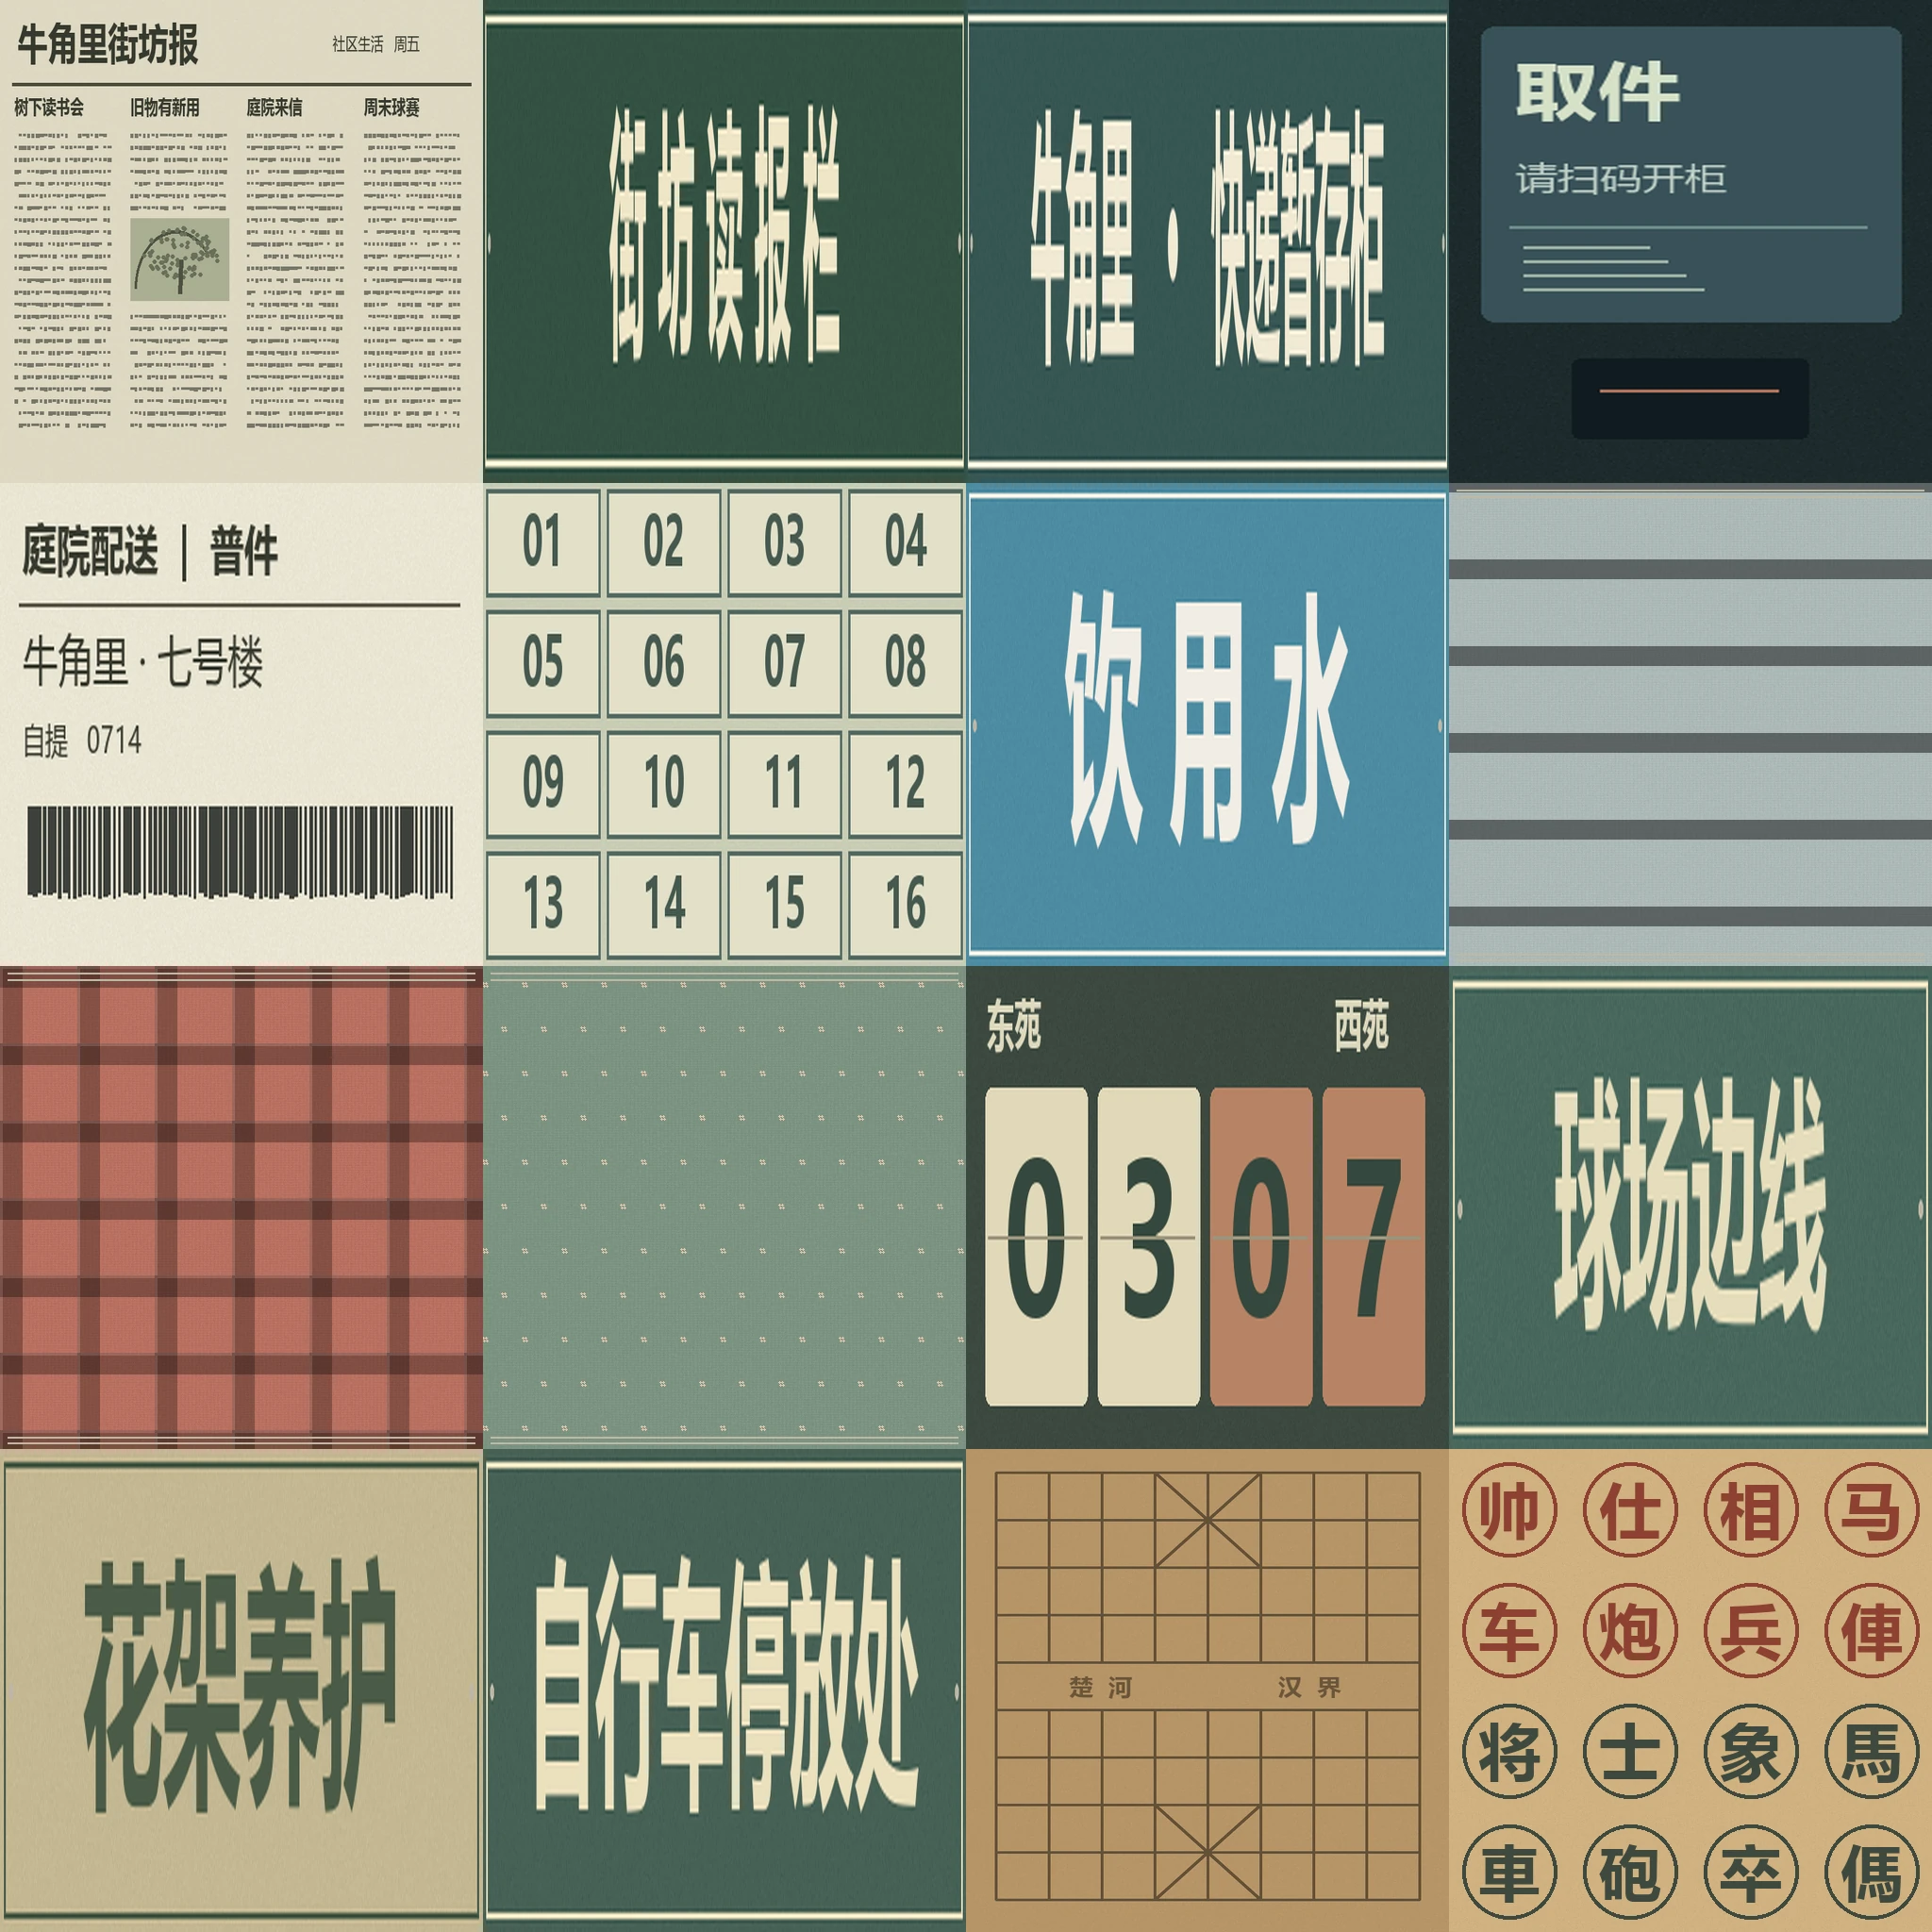 牛角里街坊报
社区生活 周五
树下读书会 旧物有新用 庭院来信 周末球赛
街坊读报栏
牛角里·快递暂存柜
取件
请扫码开柜
庭院配送｜普件
牛角里·七号楼
自提 0714
01 02 03 04
05 06 07 08
09 10 11 12
13 14 15 16
饮用水
东苑 西苑
0 3 0 7
球场边线
花架养护
自行车停放处
楚河 汉界
帅 仕 相 马
车 炮 兵 俥
将 士 象 馬
車 砲 卒 傌